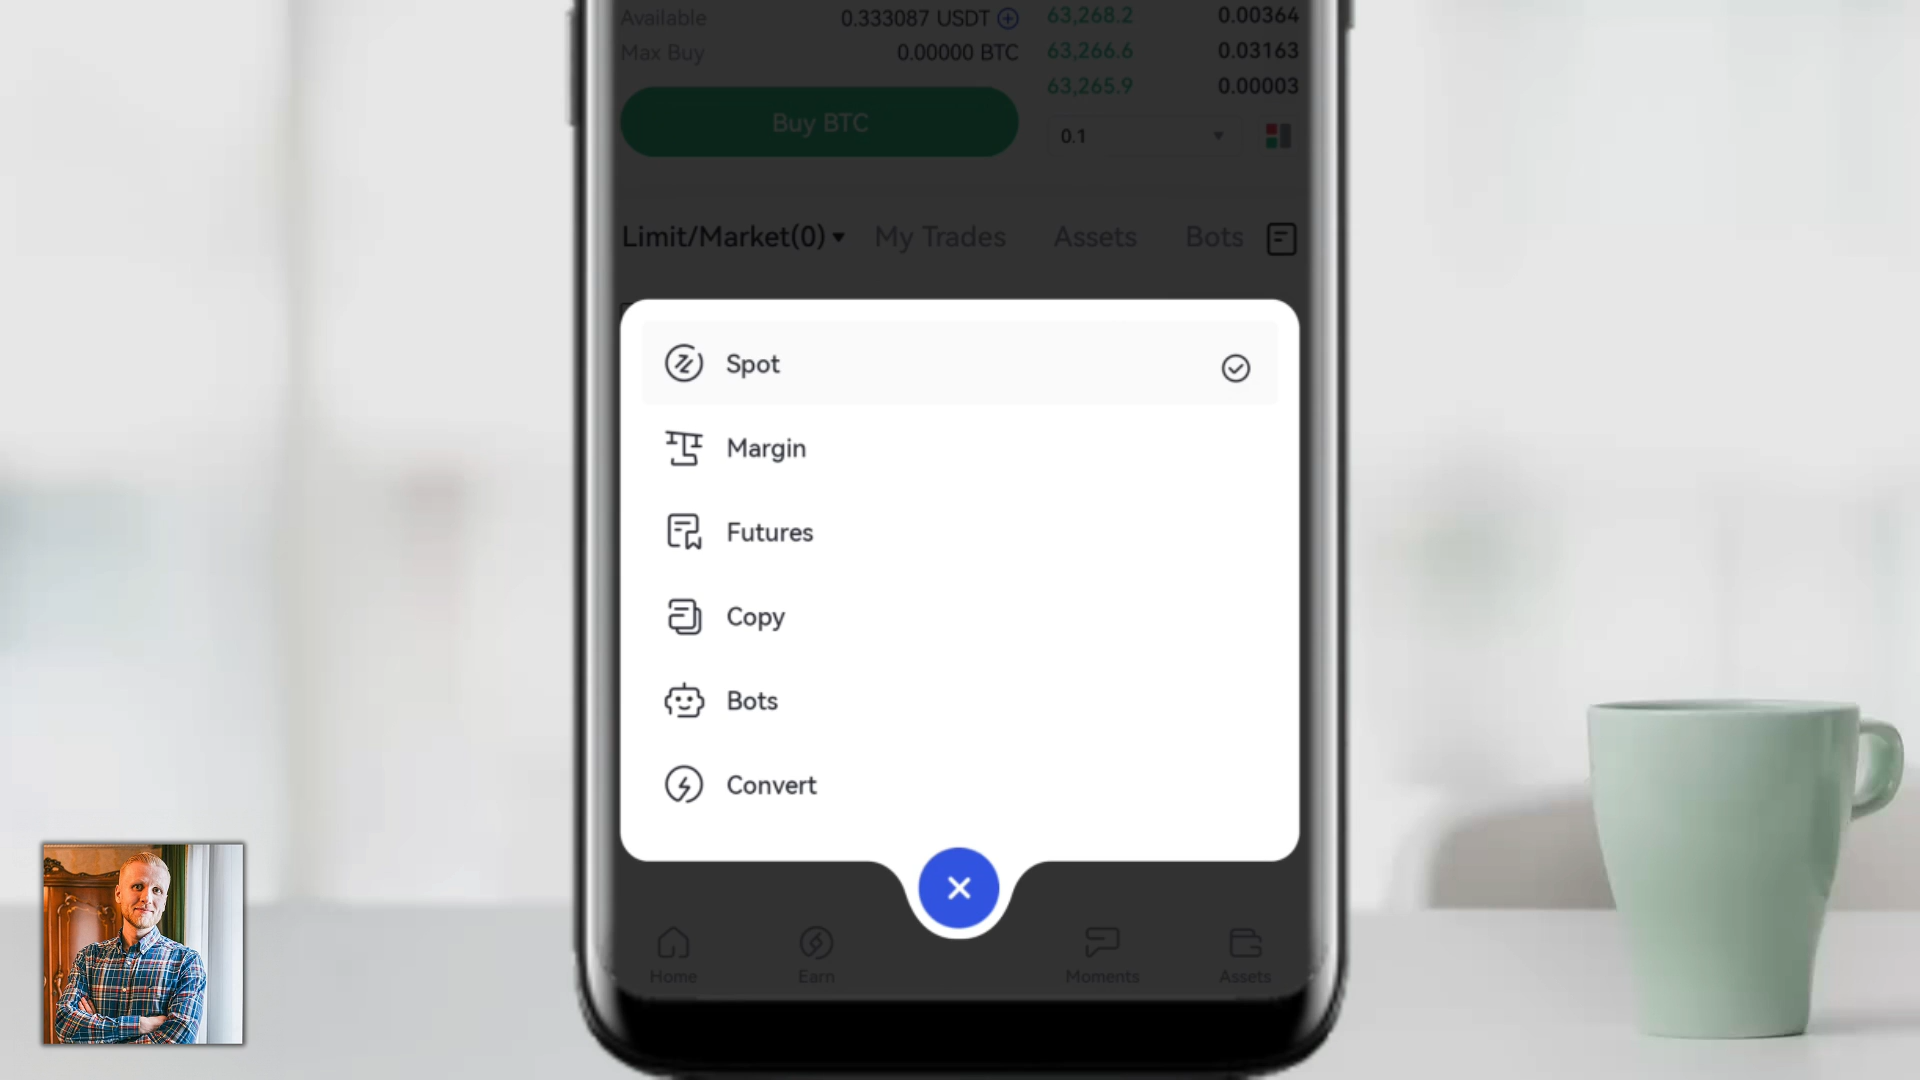 Available 0.333087 USDT 63,268.2 0.00364
Max Buy 0.00000 BTC 63,266.6 0.03163
63,265.9 0.00003
Buy BTC
0.1
Limit/Market(0) My Trades Assets Bots
Spot
Margin
Futures
Copy
Bots
Convert
Home Earn Moments Assets